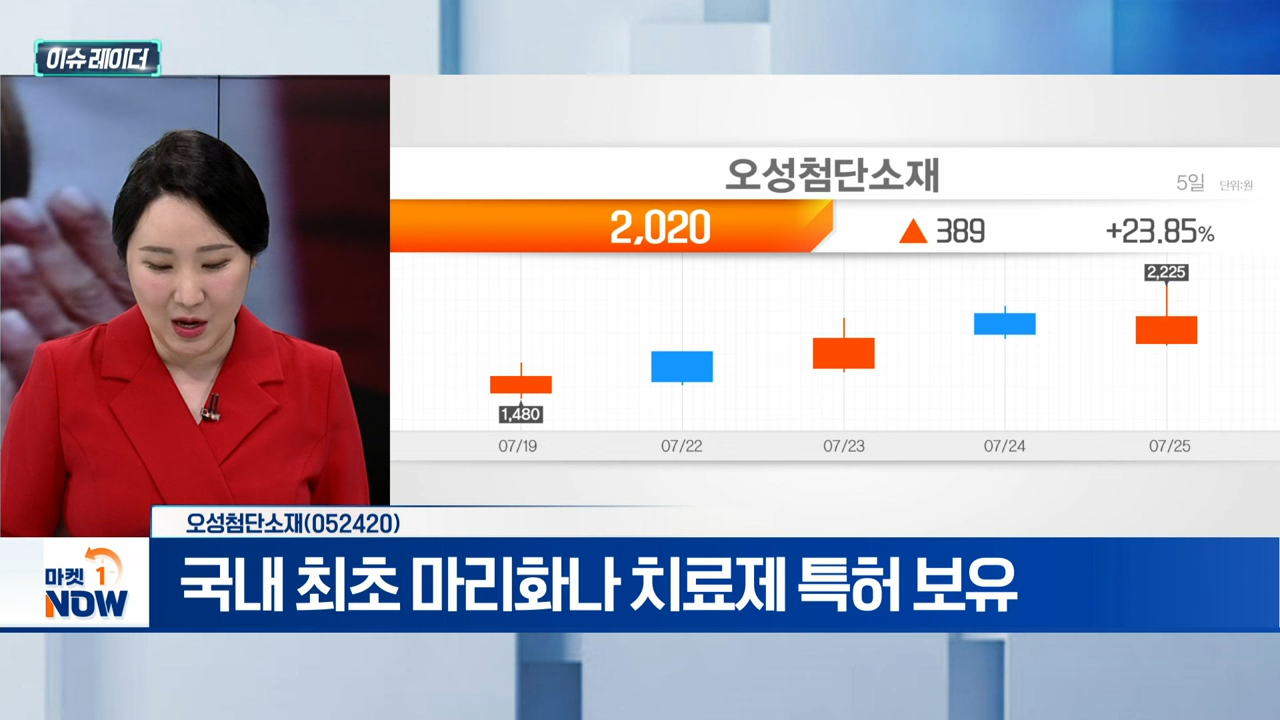 이슈 레이더
오성첨단소재
5일 단위:원
2,020 ▲ 389 +23.85%
2,225
1,480
07/19 07/22 07/23 07/24 07/25
오성첨단소재(052420)
마켓 1
NOW
국내 최초 마리화나 치료제 특허 보유